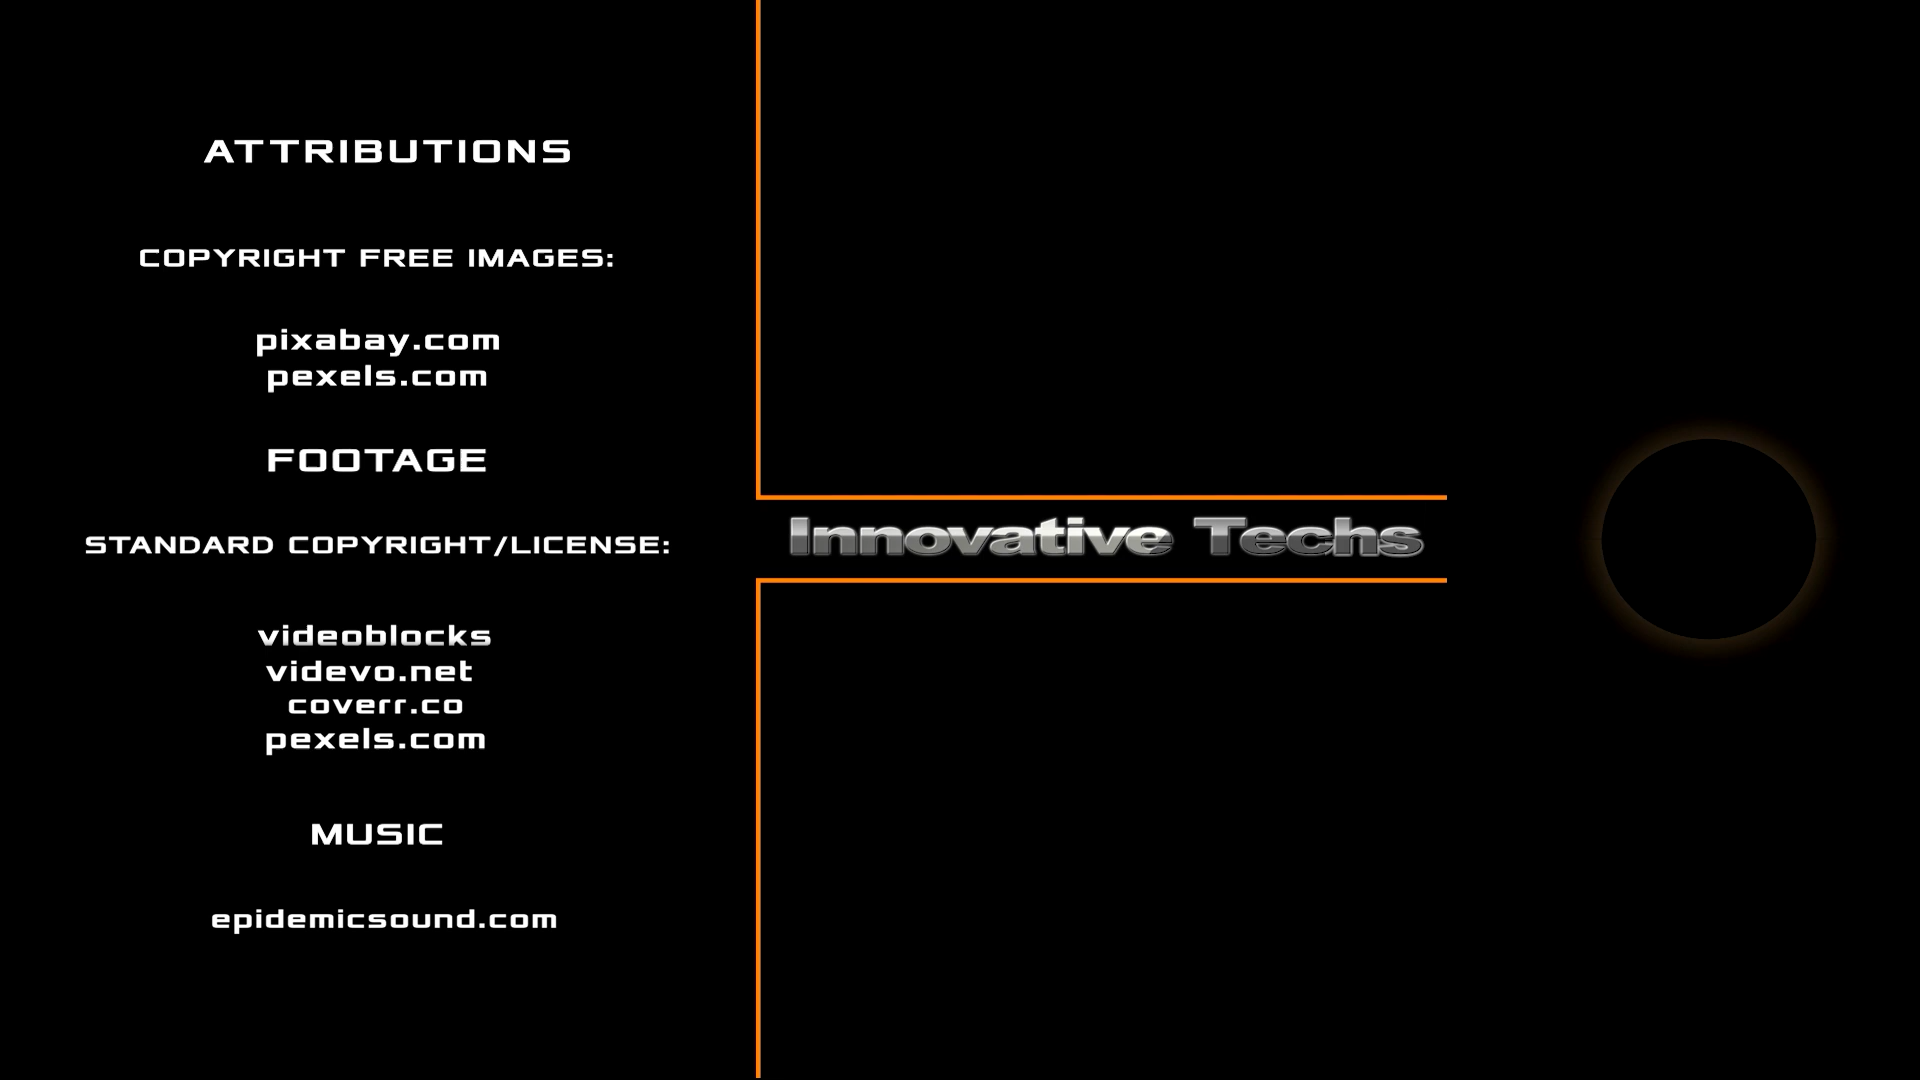 ATTRIBUTIONS
COPYRIGHT FREE IMAGES:
pixabay.com
pexels.com
FOOTAGE
STANDARD COPYRIGHT/LICENSE:
videoblocks
videvo.net
coverr.co
pexels.com
MUSIC
epidemicsound.com
Innovative Techs